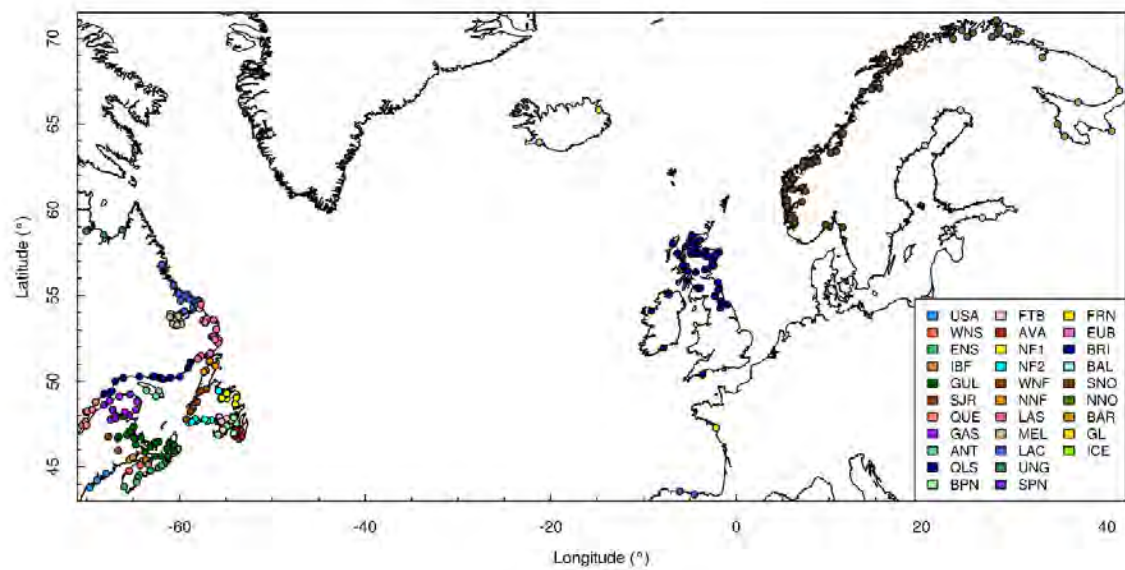 70
65
60
55
50
45
Latitude (°)
-60
-40
-20
0
20
40
Longitude (°)
USA FTB FRN
WNS AVA EUB
ENS NF1 BRI
IBF NF2 BAL
GUL WNF SNO
SJR NNF NNO
QUE LAS BAR
GAS MEL GL
ANT LAC ICE
QLS UNG
BPN SPN